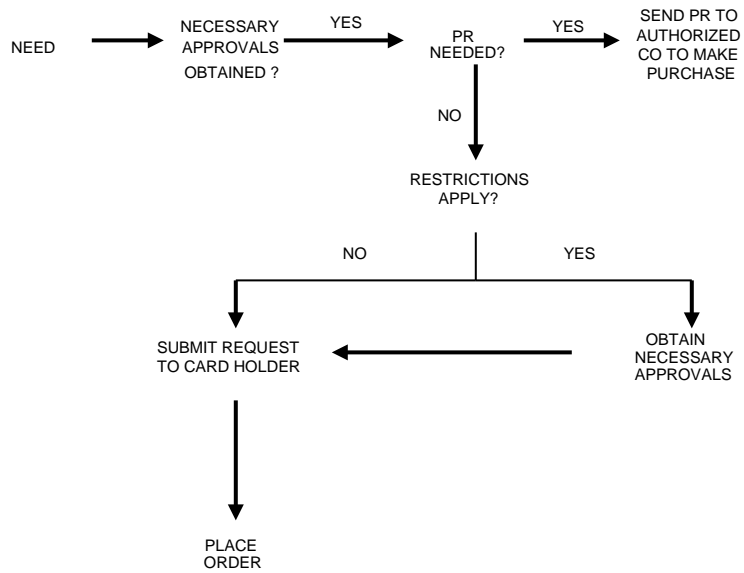 NEED
NECESSARY
APPROVALS
OBTAINED ?
YES
PR
NEEDED?
YES
SEND PR TO
AUTHORIZED
CO TO MAKE
PURCHASE
NO
RESTRICTIONS
APPLY?
NO
YES
SUBMIT REQUEST
TO CARD HOLDER
OBTAIN
NECESSARY
APPROVALS
PLACE
ORDER